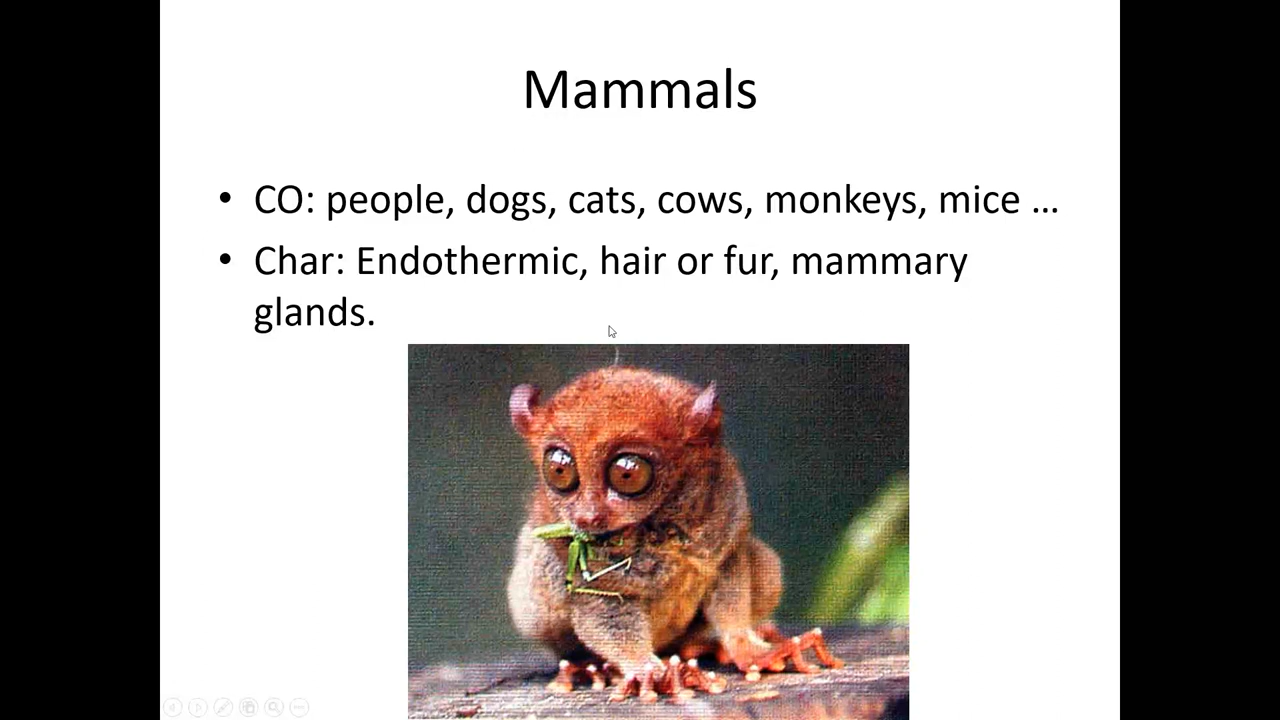 Mammals
• CO: people, dogs, cats, cows, monkeys, mice …
• Char: Endothermic, hair or fur, mammary
glands.